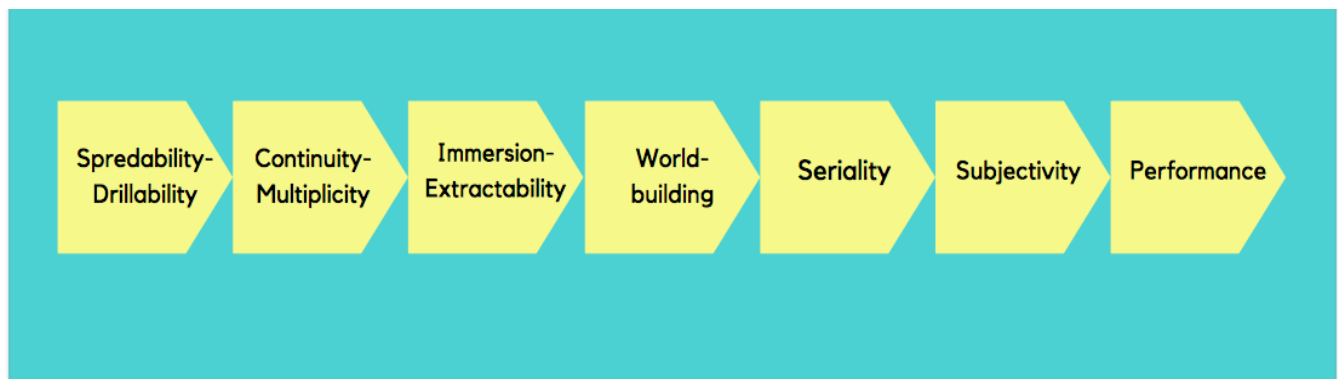 Spredability-
Drillability
Continuity-
Multiplicity
Immersion-
Extractability
World-
building
Seriality
Subjectivity
Performance